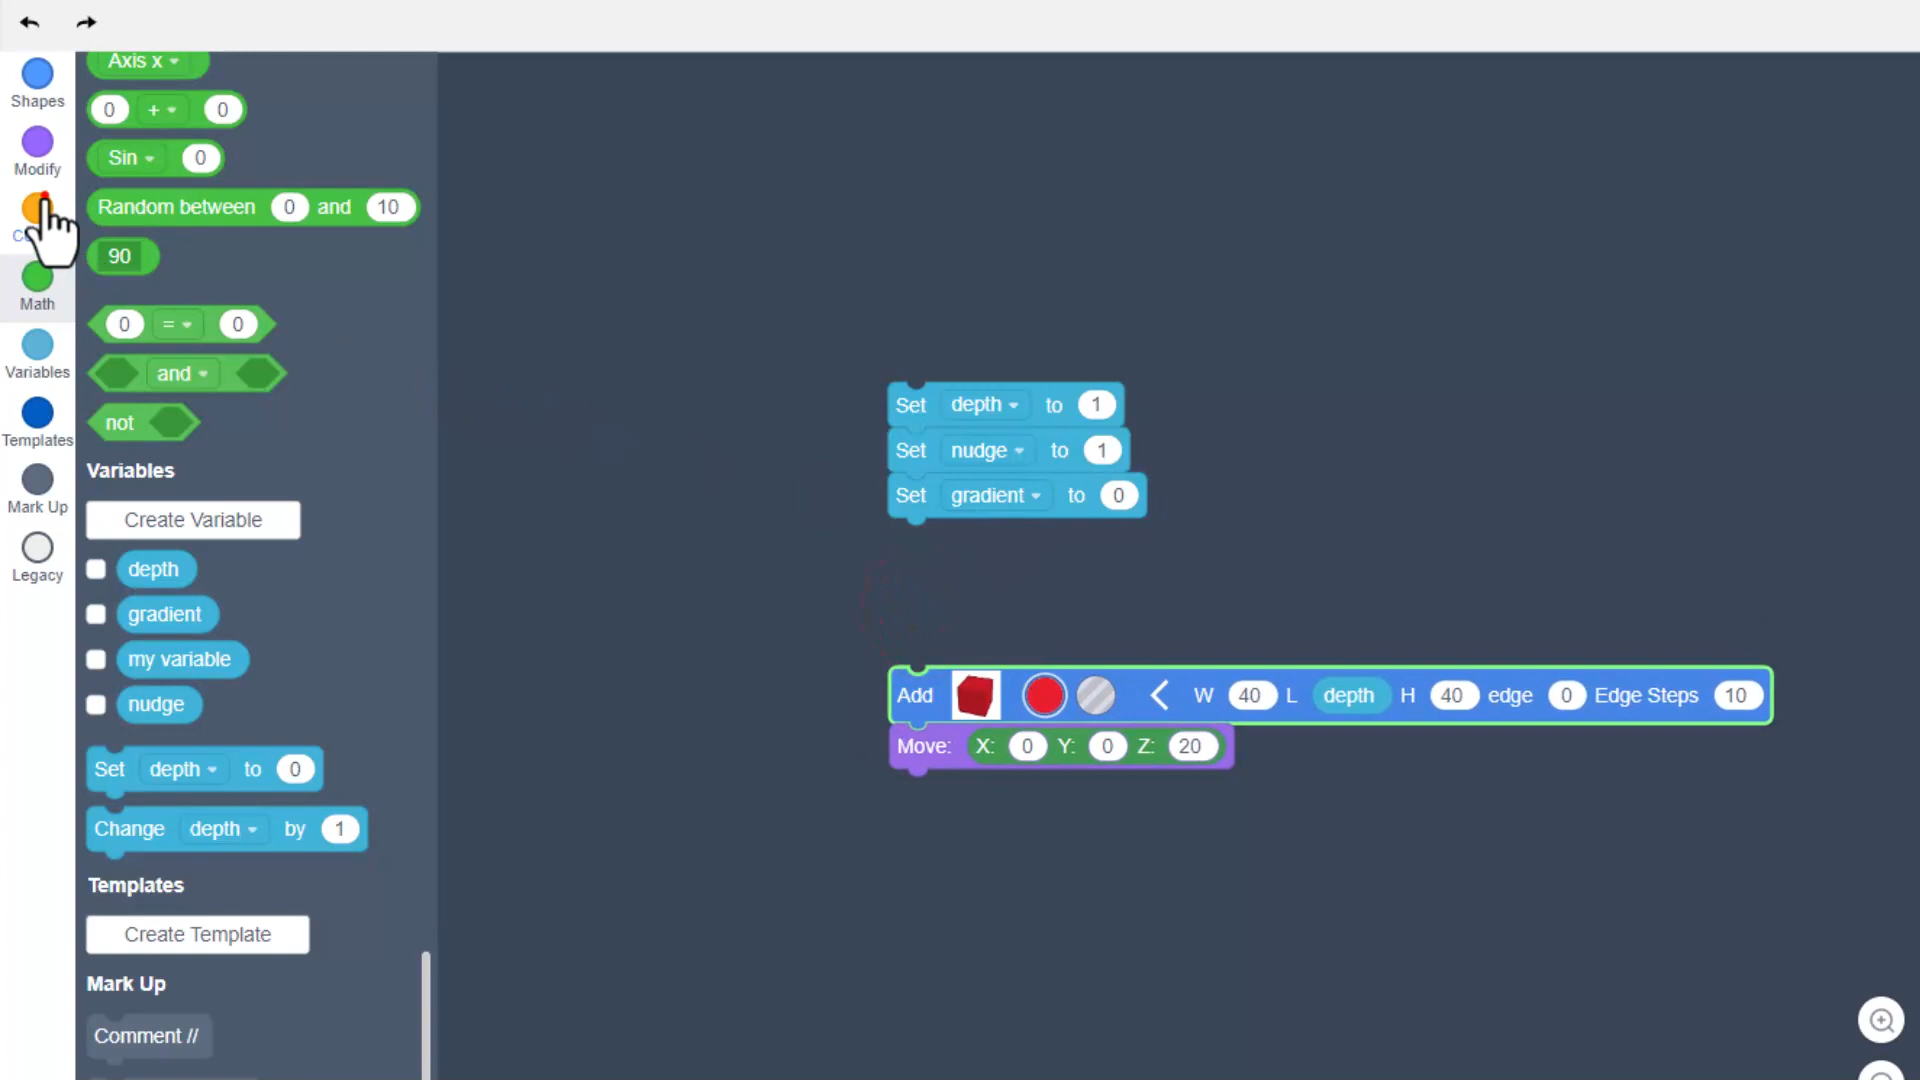 Shapes
Modify
Math
Variables
Templates
Mark Up
Legacy
Axis x
0 + 0
Sin 0
Random between 0 and 10
90
0 = 0
and
not
Variables
Create Variable
depth
gradient
my variable
nudge
Set depth to 0
Change depth by 1
Templates
Create Template
Mark Up
Comment //
Set depth to 1
Set nudge to 1
Set gradient to 0
Add W 40 L depth H 40 edge 0 Edge Steps 10
Move: X: 0 Y: 0 Z: 20